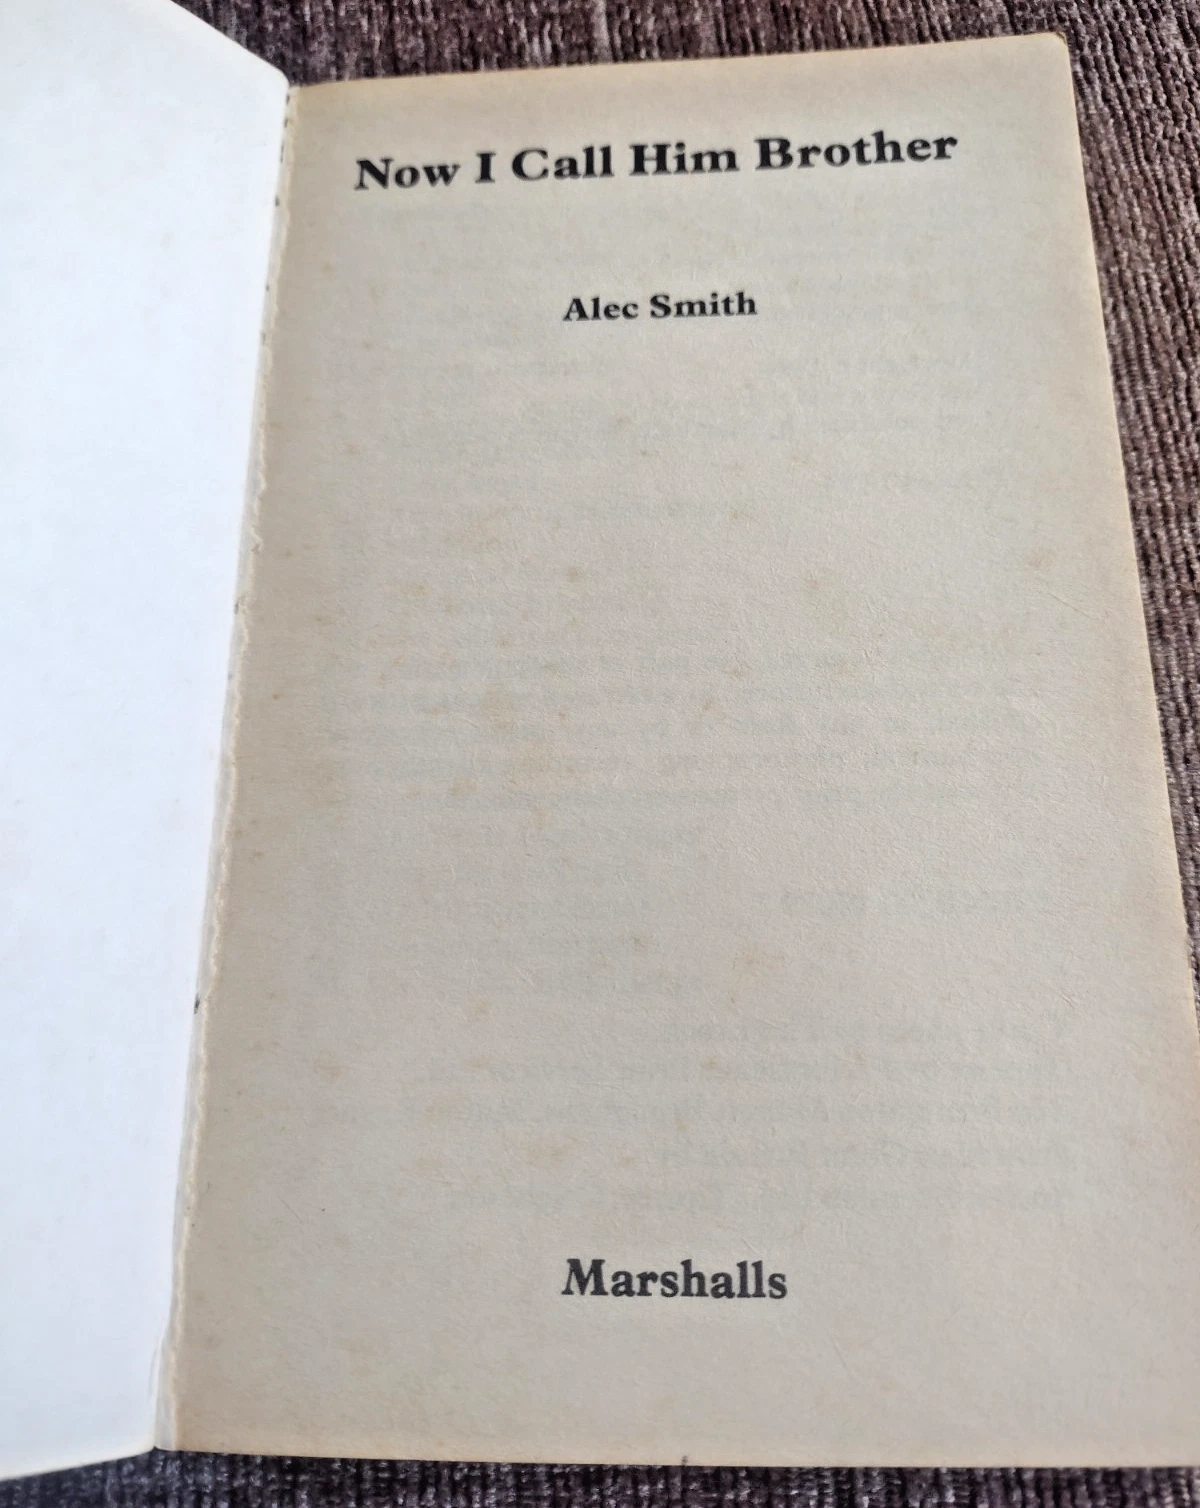 Now I Call Him Brother
Alec Smith
Marshalls